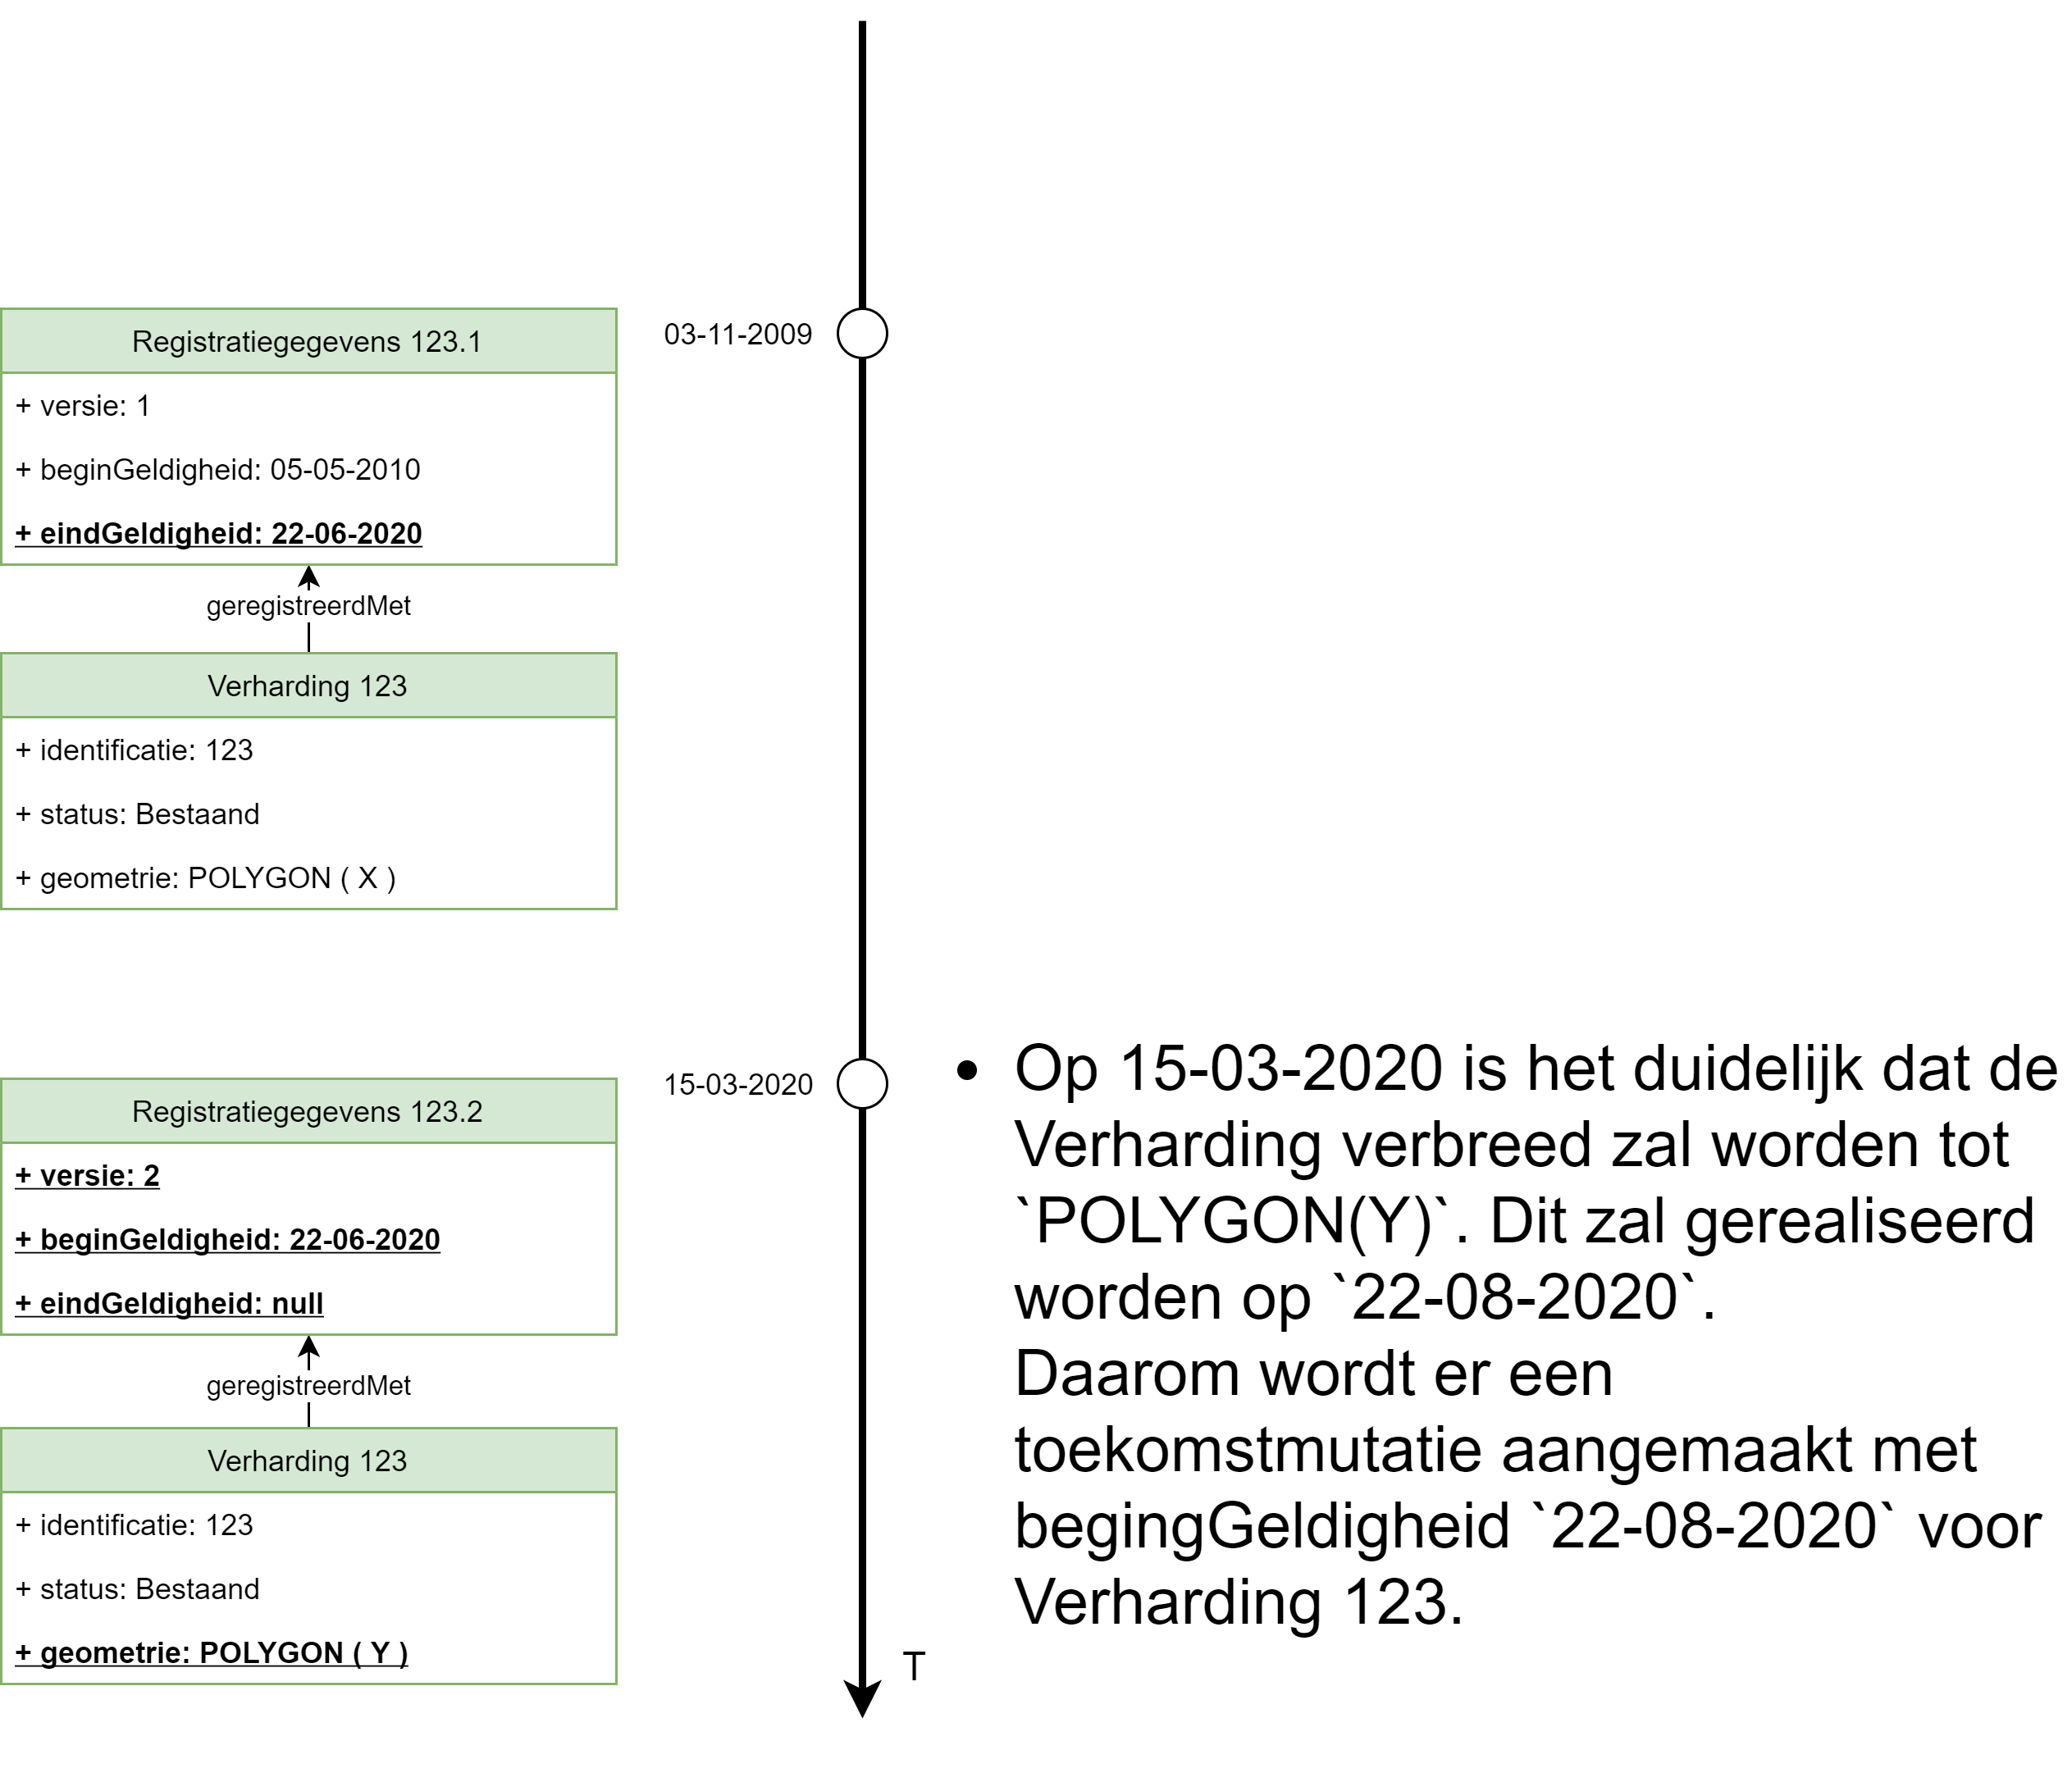 03-11-2009
Registratiegegevens 123.1
+ versie: 1
+ beginGeldigheid: 05-05-2010
+ eindGeldigheid: 22-06-2020
geregistreerdMet
Verharding 123
+ identificatie: 123
+ status: Bestaand
+ geometrie: POLYGON ( X )
15-03-2020
Registratiegegevens 123.2
+ versie: 2
+ beginGeldigheid: 22-06-2020
+ eindGeldigheid: null
geregistreerdMet
Verharding 123
+ identificatie: 123
+ status: Bestaand
+ geometrie: POLYGON ( Y )
• Op 15-03-2020 is het duidelijk dat de
Verharding verbreed zal worden tot
`POLYGON(Y)`. Dit zal gerealiseerd
worden op `22-08-2020`.
Daarom wordt er een
toekomstmutatie aangemaakt met
begingGeldigheid `22-08-2020` voor
Verharding 123.
T